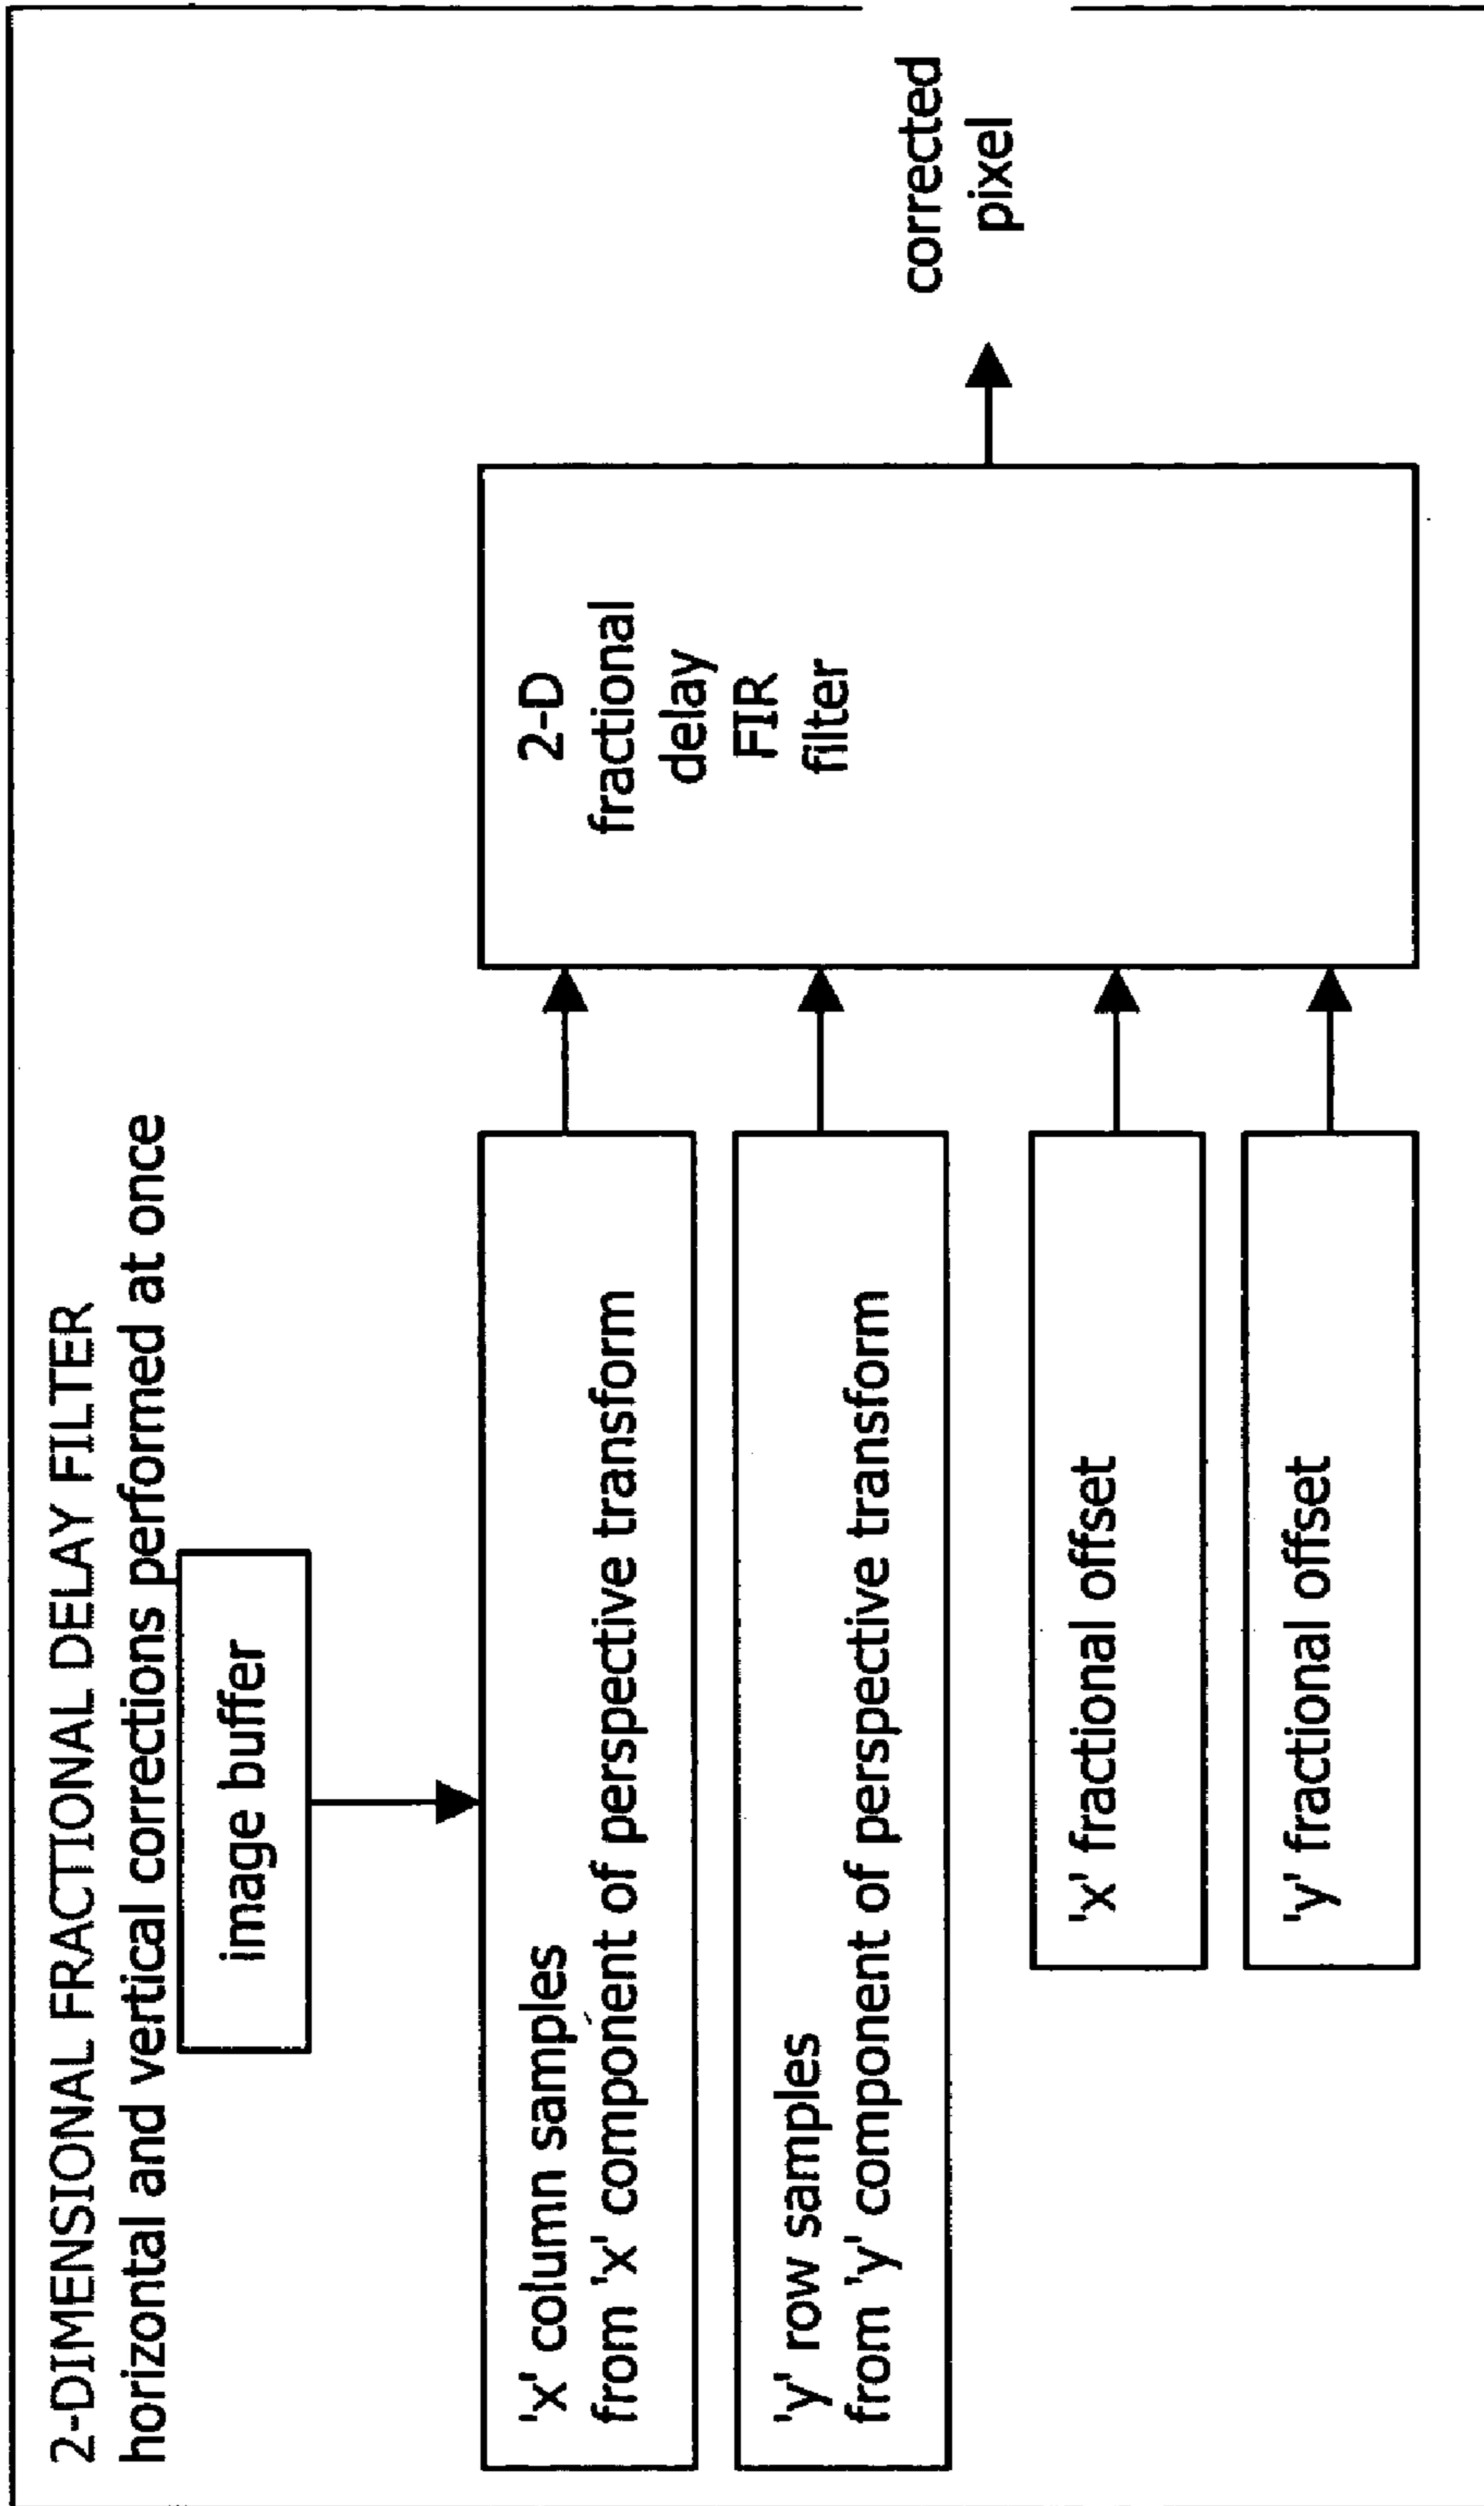 2-DIMENSIONAL FRACTIONAL DELAY FILTER
horizontal and vertical corrections performed at once
image buffer
'x' column samples
from 'x' component of perspective transform
'y' row samples
from 'y' component of perspective transform
'x' fractional offset
'y' fractional offset
2-D
fractional
delay
FIR
filter
corrected
pixel